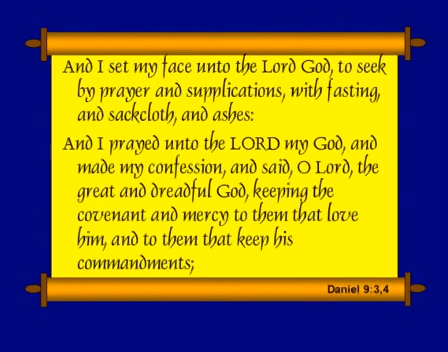 And I set my face unto the Lord God, to seek
by prayer and supplications, with fasting,
and sackcloth, and ashes:
And I prayed unto the LORD my God, and
made my confession, and said, O Lord, the
great and dreadful God, keeping the
covenant and mercy to them that love
him, and to them that keep his
commandments;
Daniel 9:3,4